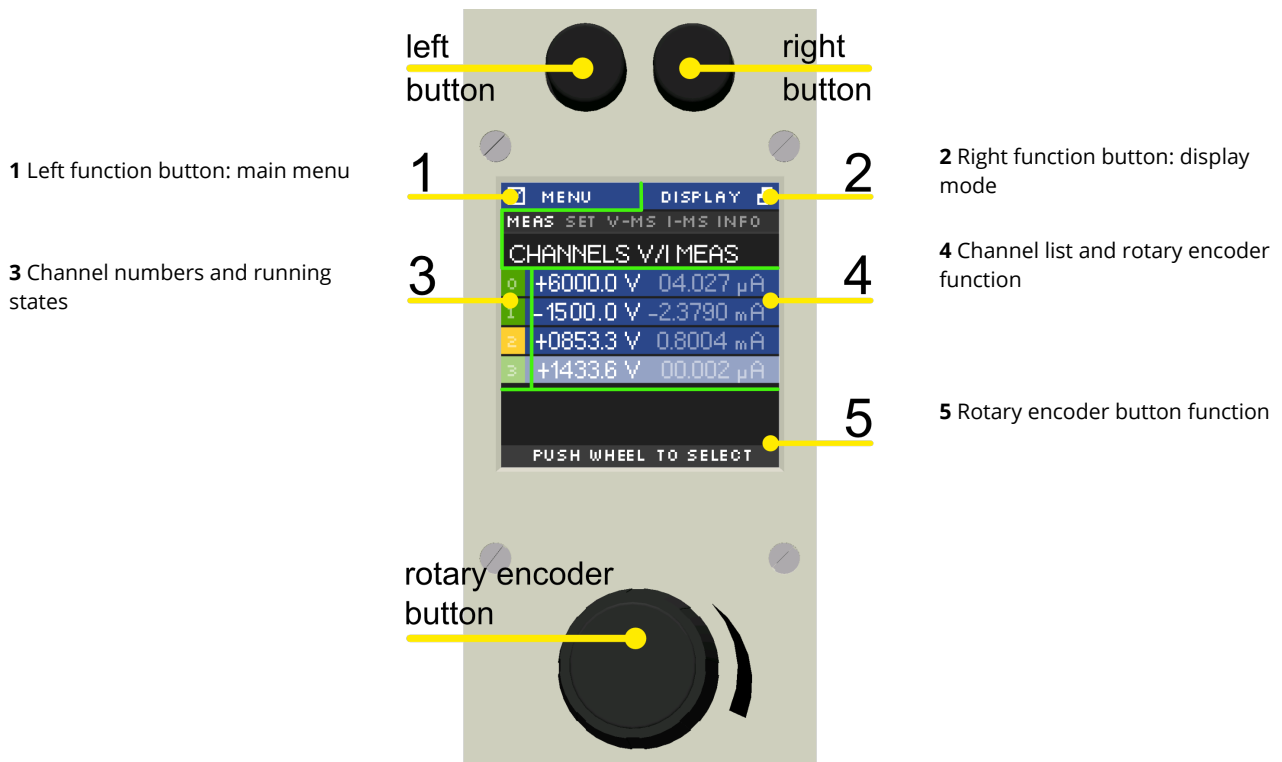 left
button
right
button
1 Left function button: main menu
1
2
2 Right function button: display
mode
MENU
DISPLAY
MEAS SET V-MS I-MS INFO
CHANNELS V/I MEAS
3 Channel numbers and running
states
3
4
4 Channel list and rotary encoder
function
0 +6000.0 V 04.027 µA
1 -1500.0 V -2.3790 mA
2 +0853.3 V 0.8004 mA
3 +1433.6 V 00.002 µA
5
5 Rotary encoder button function
PUSH WHEEL TO SELECT
rotary encoder
button